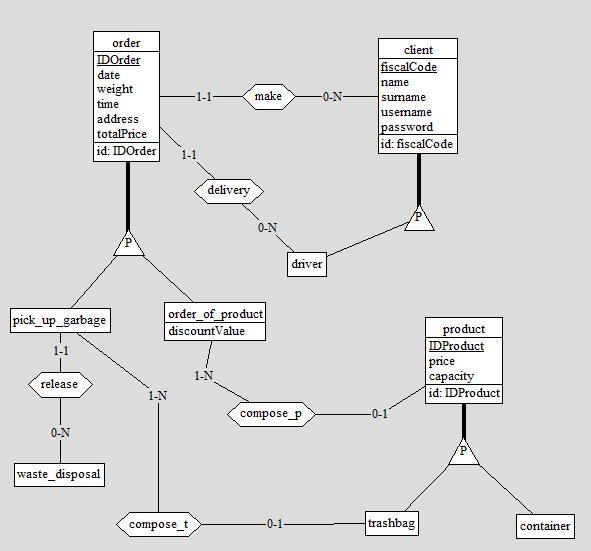 order
IDOrder
date
weight
time
address
totalPrice
id: IDOrder
client
fiscalCode
name
surname
username
password
id: fiscalCode
1-1
make
0-N
1-1
delivery
0-N
driver
P
P
pick_up_garbage
order_of_product
discountValue
product
IDProduct
price
capacity
id: IDProduct
1-1
release
0-N
waste_disposal
1-N
1-N
compose_p
0-1
P
compose_t
0-1
trashbag
container